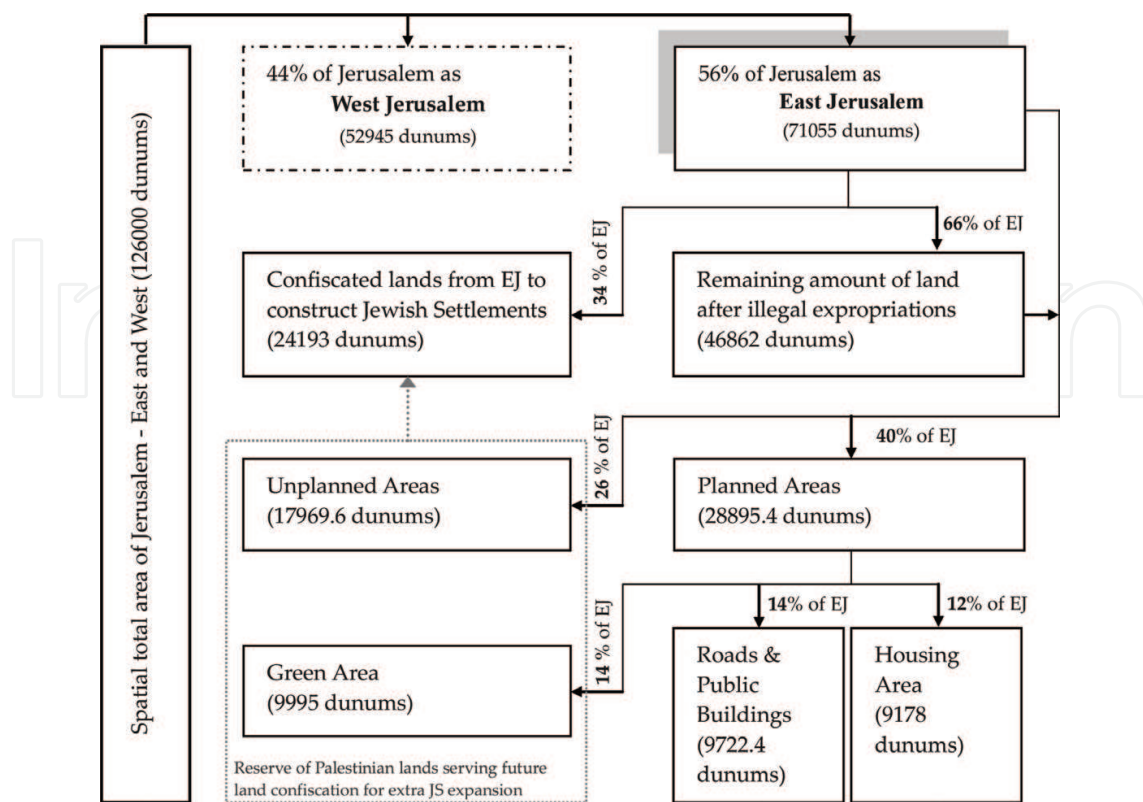 Spatial total area of Jerusalem - East and West (126000 dunums)
44% of Jerusalem as
West Jerusalem
(52945 dunums)
56% of Jerusalem as
East Jerusalem
(71055 dunums)
34 % of EJ
66% of EJ
Confiscated lands from EJ to
construct Jewish Settlements
(24193 dunums)
Remaining amount of land
after illegal expropriations
(46862 dunums)
26 % of EJ
40% of EJ
Unplanned Areas
(17969.6 dunums)
Planned Areas
(28895.4 dunums)
14 % of EJ
14% of EJ
12% of EJ
Green Area
(9995 dunums)
Roads &
Public
Buildings
(9722.4
dunums)
Housing
Area
(9178
dunums)
Reserve of Palestinian lands serving future
land confiscation for extra JS expansion